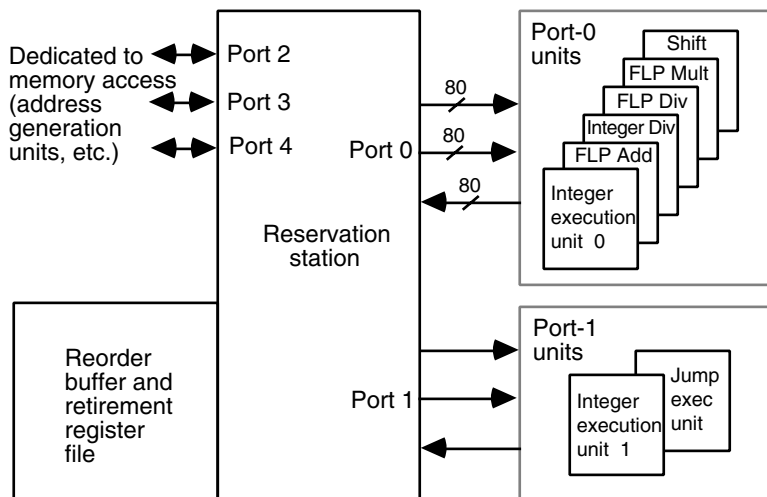 Dedicated to
memory access
(address
generation
units, etc.)
Port 2
Port 3
Port 4
Port 0
Reservation
station
Port 1
Reorder
buffer and
retirement
register
file
80
80
80
Port-0
units
Shift
FLP Mult
FLP Div
Integer Div
FLP Add
Integer
execution
unit 0
Port-1
units
Jump
exec
unit
Integer
execution
unit 1